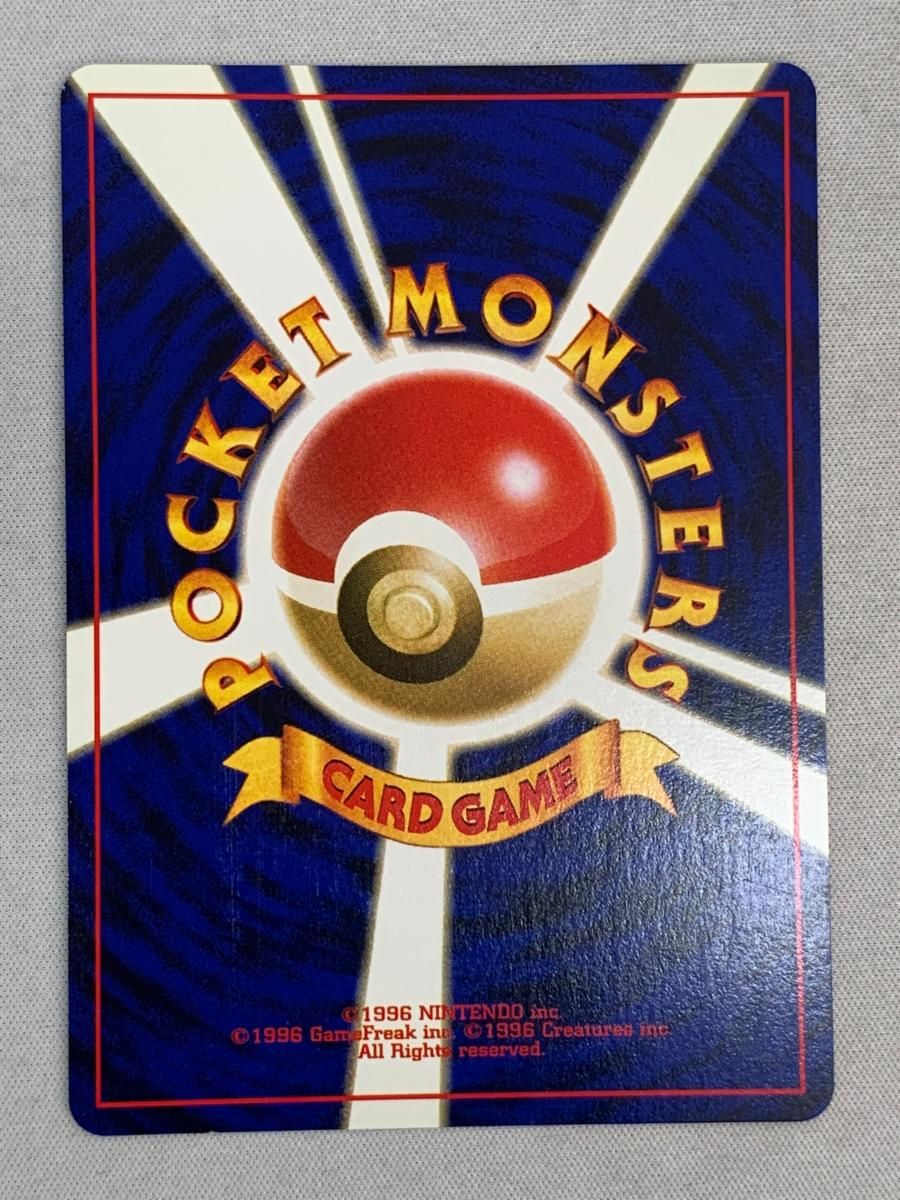 POCKET MONSTERS
CARD GAME
©1996 NINTENDO inc.
©1996 GameFreak inc. ©1996 Creatures inc.
All Rights reserved.